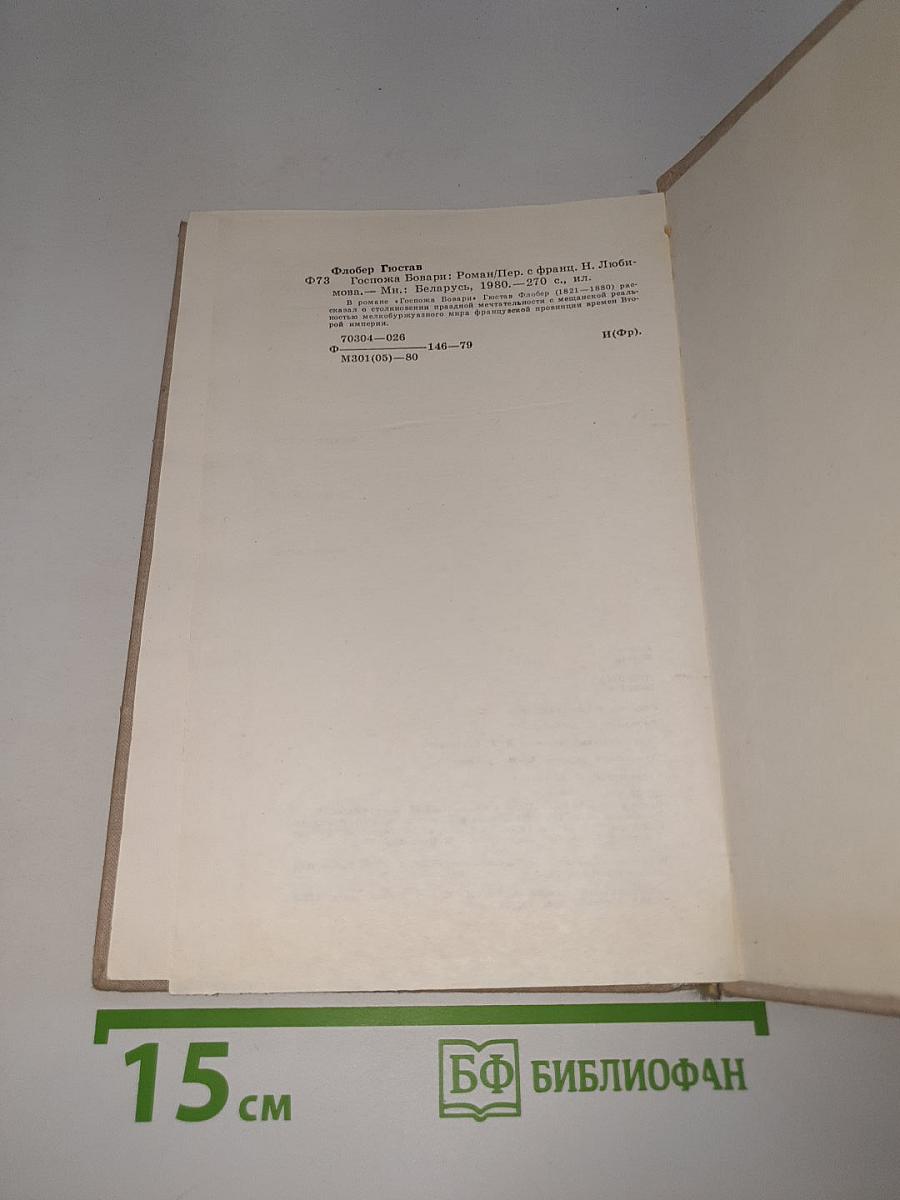 Флобер Гюстав
Ф73 Госпожа Бовари: Роман/Пер. с франц. Н. Люби-
мова.— Мн.: Беларусь, 1980.—270 с., ил.
В романе «Госпожа Бовари» Гюстав Флобер (1821—1880) рас-
сказал о столкновении праздной мечтательности с мещанской реаль-
ностью мелкобуржуазного мира французской провинции времен Вто-
рой империи.
70304—026
Ф————146—79 И(Фр).
М301(05)—80
15 см
БФ БИБЛИОФАН